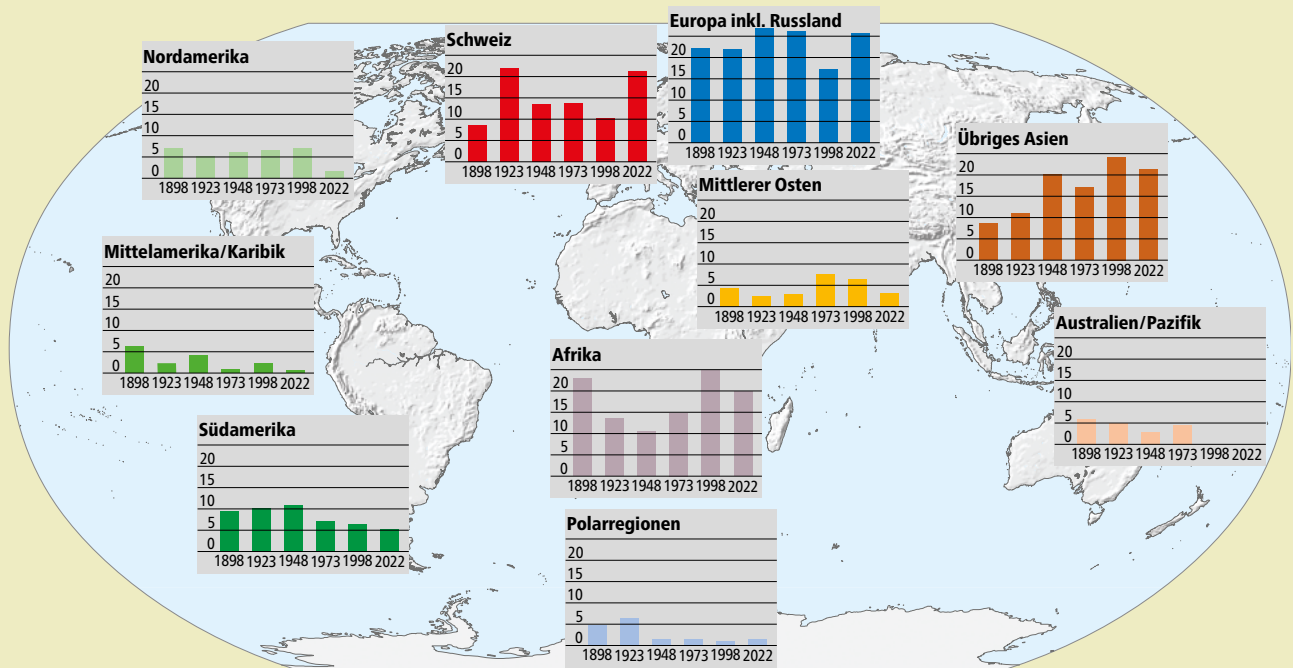 Nordamerika
20
15
10
5
0
1898 1923 1948 1973 1998 2022
Schweiz
20
15
10
5
0
1898 1923 1948 1973 1998 2022
Europa inkl. Russland
20
15
10
5
0
1898 1923 1948 1973 1998 2022
Übriges Asien
20
15
10
5
0
1898 1923 1948 1973 1998 2022
Mittlerer Osten
20
15
10
5
0
1898 1923 1948 1973 1998 2022
Mittelamerika/Karibik
20
15
10
5
0
1898 1923 1948 1973 1998 2022
Australien/Pazifik
20
15
10
5
0
1898 1923 1948 1973 1998 2022
Afrika
20
15
10
5
0
1898 1923 1948 1973 1998 2022
Südamerika
20
15
10
5
0
1898 1923 1948 1973 1998 2022
Polarregionen
20
15
10
5
0
1898 1923 1948 1973 1998 2022